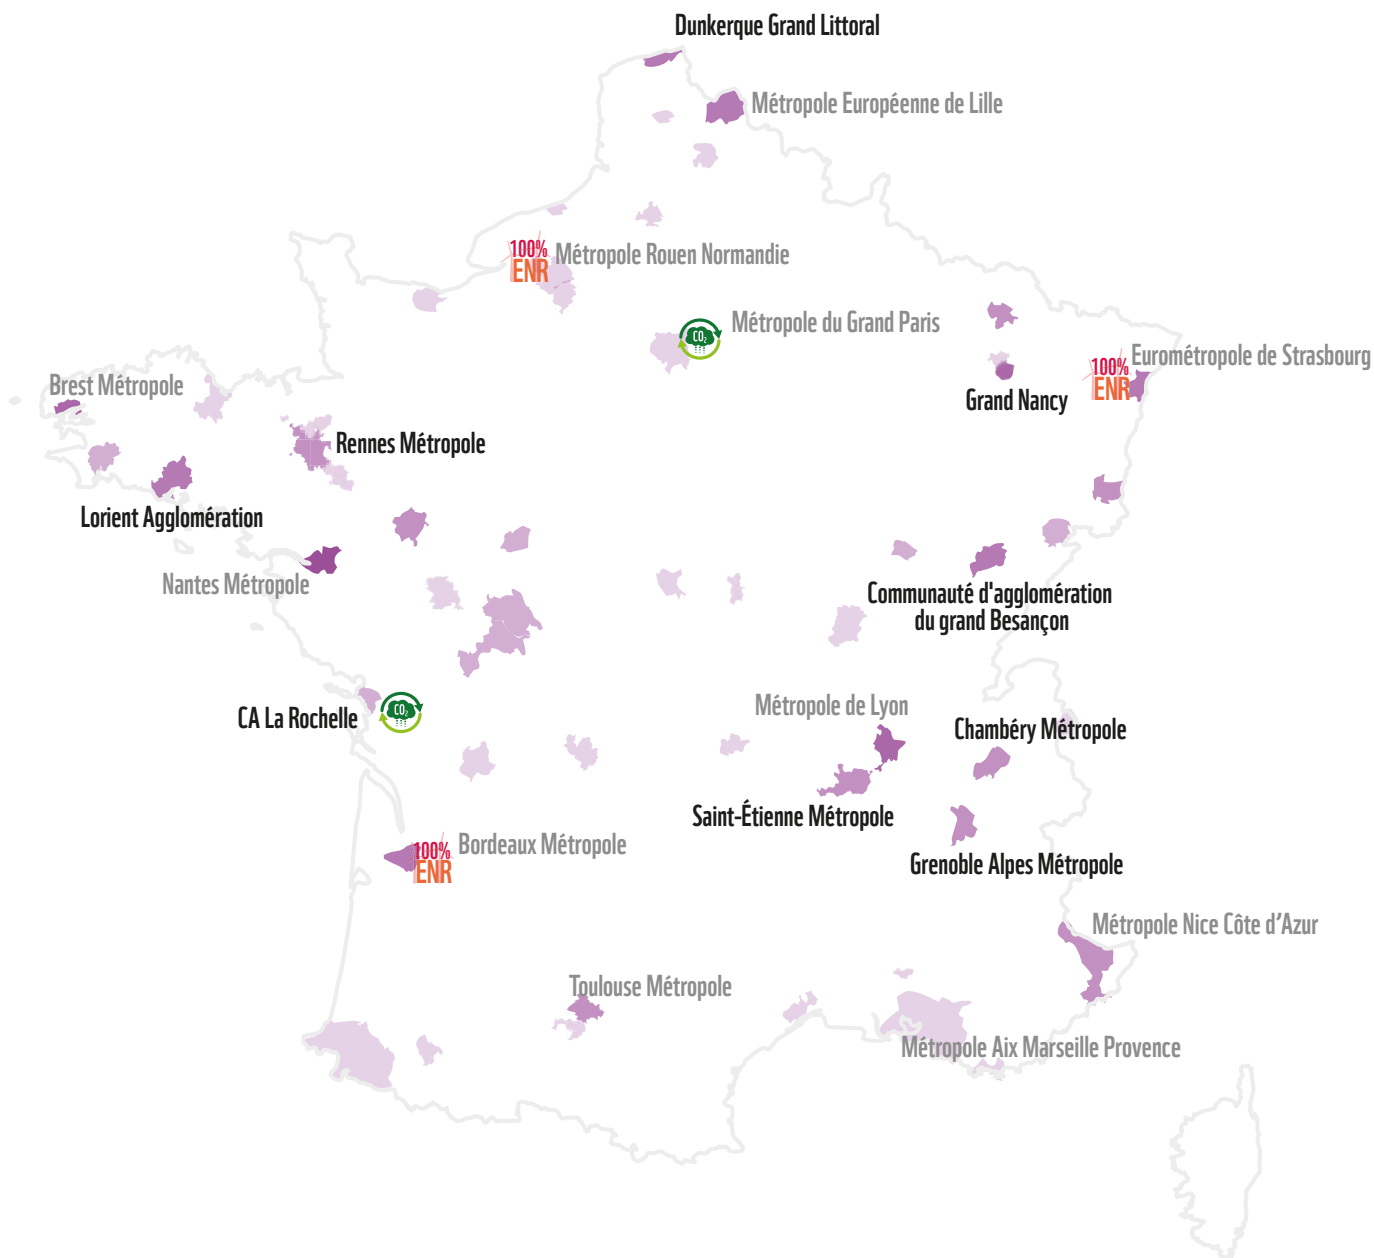 Dunkerque Grand Littoral
Métropole Européenne de Lille
100%
ENR
Métropole Rouen Normandie
Métropole du Grand Paris
CO₂
Eurométropole de Strasbourg
100%
ENR
Brest Métropole
Grand Nancy
Rennes Métropole
Lorient Agglomération
Nantes Métropole
Communauté d'agglomération
du grand Besançon
CA La Rochelle
CO₂
Métropole de Lyon
Chambéry Métropole
Saint-Étienne Métropole
Bordeaux Métropole
100%
ENR
Grenoble Alpes Métropole
Métropole Nice Côte d’Azur
Toulouse Métropole
Métropole Aix Marseille Provence